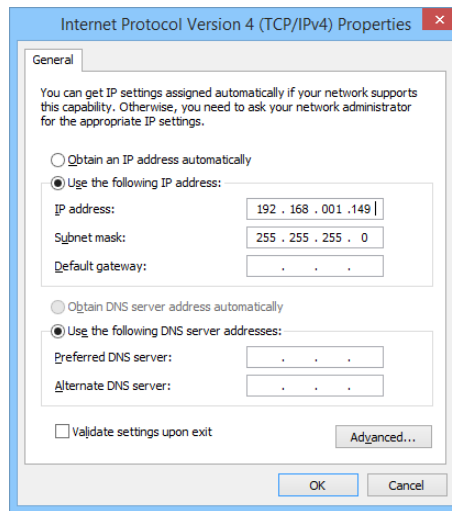 Internet Protocol Version 4 (TCP/IPv4) Properties
×
General
You can get IP settings assigned automatically if your network supports
this capability. Otherwise, you need to ask your network administrator
for the appropriate IP settings.
Obtain an IP address automatically
Use the following IP address:
IP address: 192 . 168 . 001 .149
Subnet mask: 255 . 255 . 255 . 0
Default gateway: . . .
Obtain DNS server address automatically
Use the following DNS server addresses:
Preferred DNS server: . . .
Alternate DNS server: . . .
Validate settings upon exit
Advanced...
OK Cancel